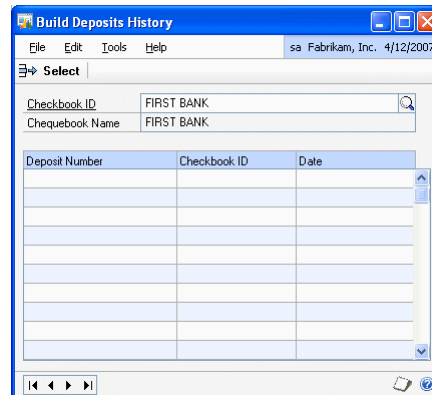 Build Deposits History
File Edit Tools Help sa Fabrikam, Inc. 4/12/2007
Select
Checkbook ID FIRST BANK
Chequebook Name FIRST BANK
Deposit Number Checkbook ID Date